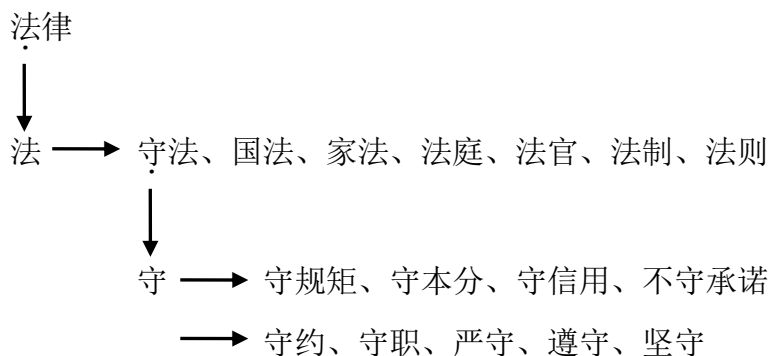 法律
法 守法、国法、家法、法庭、法官、法制、法则
守 守规矩、守本分、守信用、不守承诺
守约、守职、严守、遵守、坚守